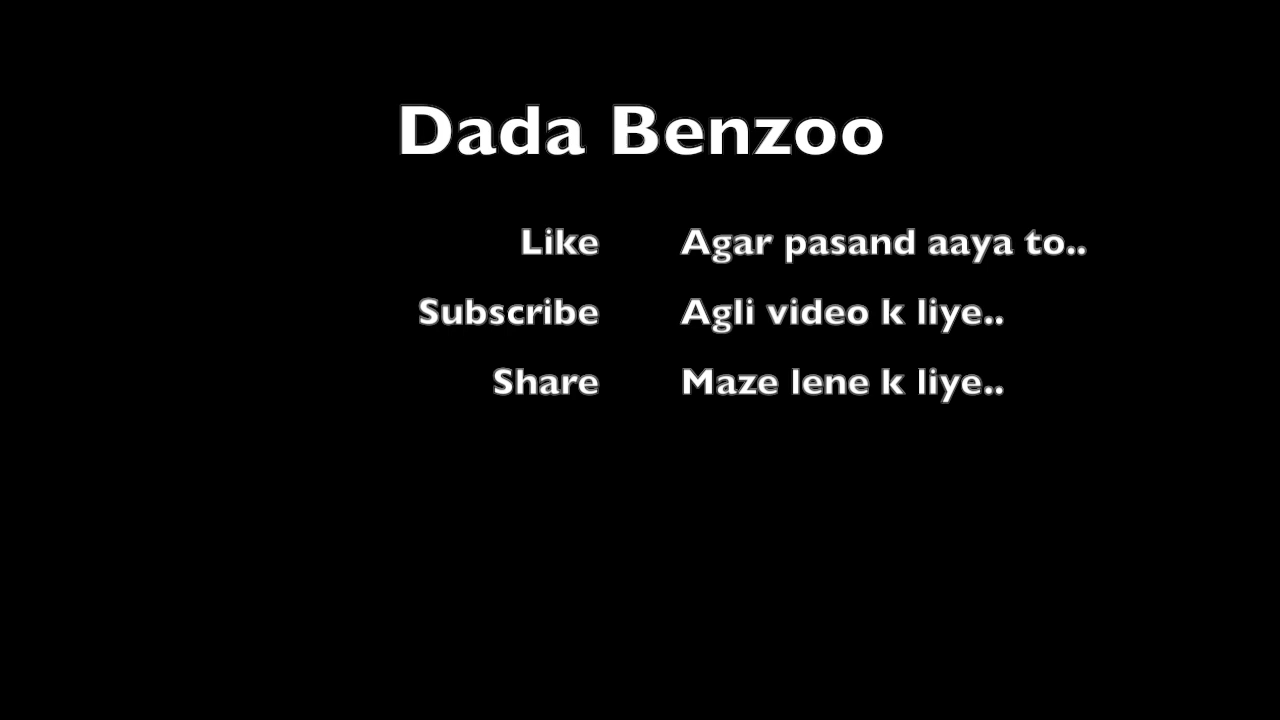 Dada Benzoo
Like Agar pasand aaya to..
Subscribe Agli video k liye..
Share Maze lene k liye..